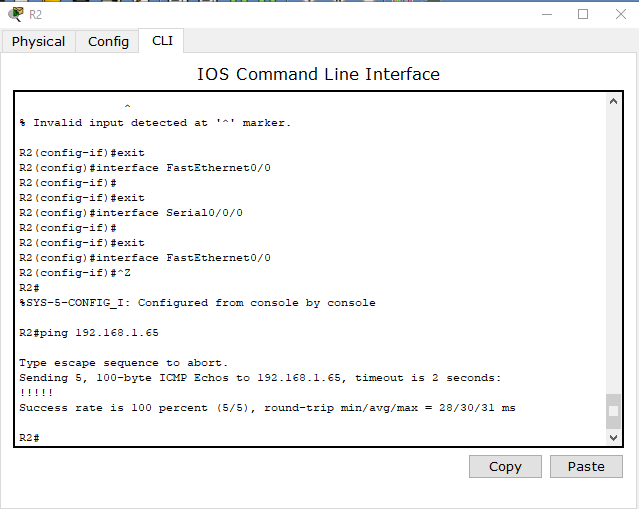 R2
Physical Config CLI
IOS Command Line Interface
^
% Invalid input detected at '^' marker.
R2(config-if)#exit
R2(config)#interface FastEthernet0/0
R2(config-if)#
R2(config-if)#exit
R2(config)#interface Serial0/0/0
R2(config-if)#
R2(config-if)#exit
R2(config)#interface FastEthernet0/0
R2(config-if)#^Z
R2#
%SYS-5-CONFIG_I: Configured from console by console
R2#ping 192.168.1.65
Type escape sequence to abort.
Sending 5, 100-byte ICMP Echos to 192.168.1.65, timeout is 2 seconds:
!!!!!
Success rate is 100 percent (5/5), round-trip min/avg/max = 28/30/31 ms
R2#
Copy Paste